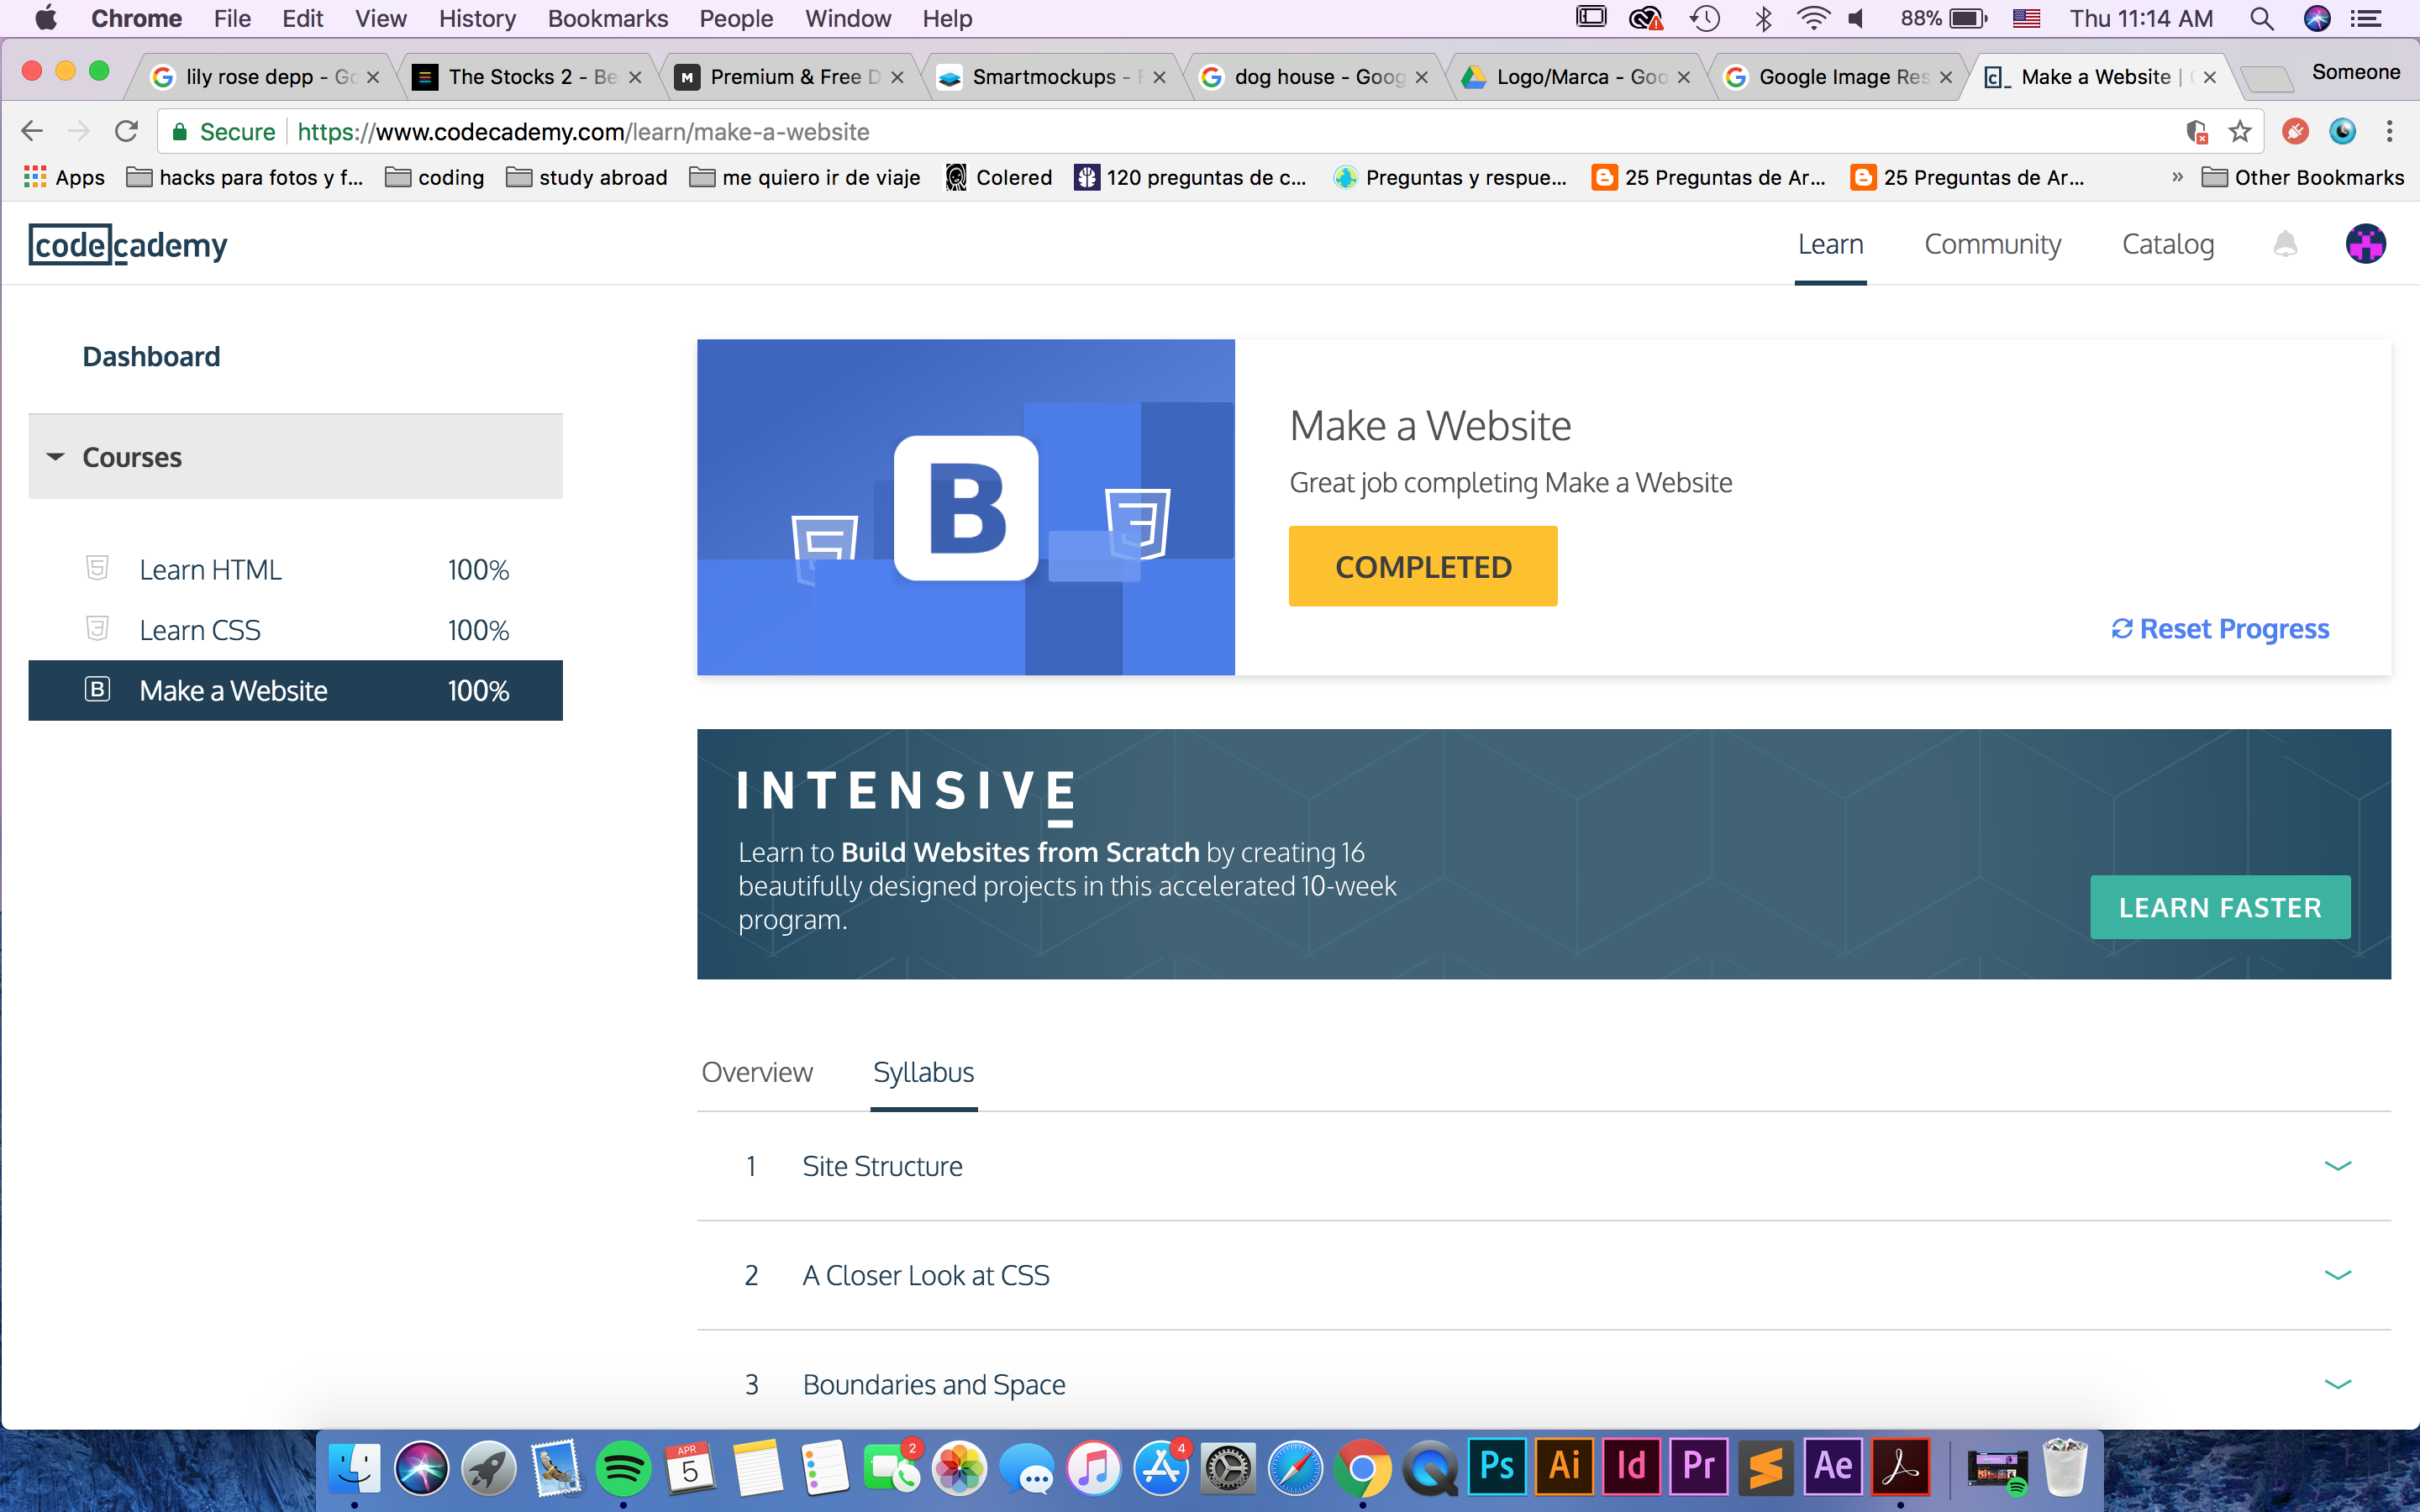 Chrome File Edit View History Bookmarks People Window Help 88% Thu 11:14 AM
lily rose depp - Go The Stocks 2 - Be Premium & Free D Smartmockups - F dog house - Goog Logo/Marca - Goo Google Image Res Make a Website | Someone
Secure https://www.codecademy.com/learn/make-a-website
Apps hacks para fotos y f... coding study abroad me quiero ir de viaje Colered 120 preguntas de c... Preguntas y respue... 25 Preguntas de Ar... 25 Preguntas de Ar... » Other Bookmarks
codecademy Learn Community Catalog
Dashboard
Courses
Learn HTML 100%
Learn CSS 100%
B Make a Website 100%
B
5
3
Make a Website
Great job completing Make a Website
COMPLETED
Reset Progress
INTENSIVE
Learn to Build Websites from Scratch by creating 16
beautifully designed projects in this accelerated 10-week
program.
LEARN FASTER
Overview Syllabus
1 Site Structure
2 A Closer Look at CSS
3 Boundaries and Space
APR
5
2
4
Ps Ai Id Pr Ae